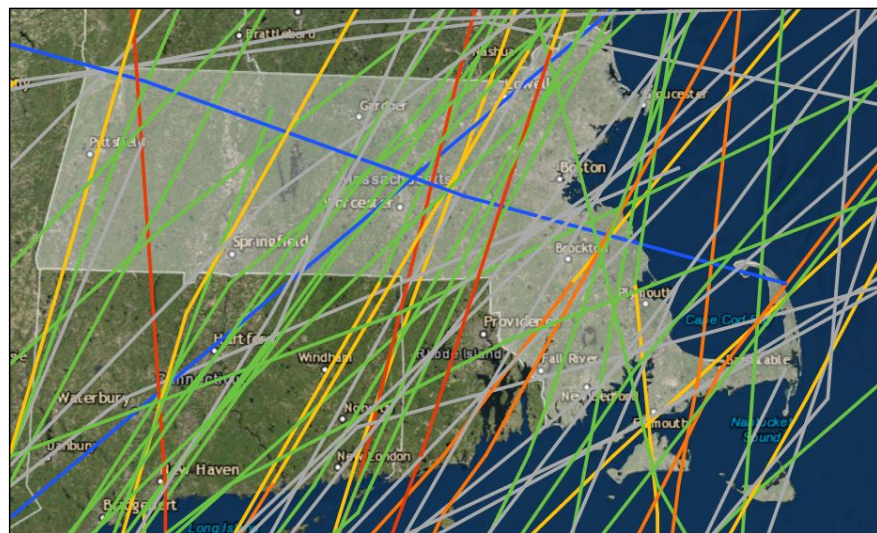 Brattleboro
Nashua
Lowell
Gardner
Gloucester
Pittsfield
Boston
Massachusetts
Worcester
Springfield
Brockton
Plymouth
Cape Cod
Hartford
Providence
Windham
Rhode Island
Fall River
Barnstable
Connecticut
Waterbury
New Bedford
Norwich
Falmouth
Nantucket
Sound
Danbury
New Haven
New London
Bridgeport
Long Island